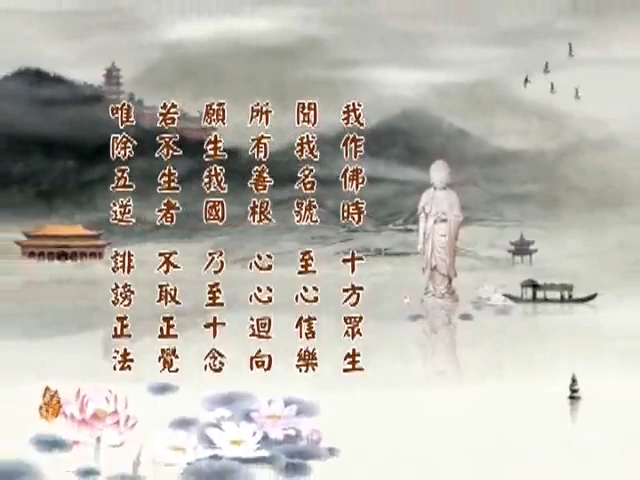 我作佛時 十方眾生
聞我名號 至心信樂
所有善根 心心迴向
願生我國 乃至十念
若不生者 不取正覺
唯除五逆 誹謗正法